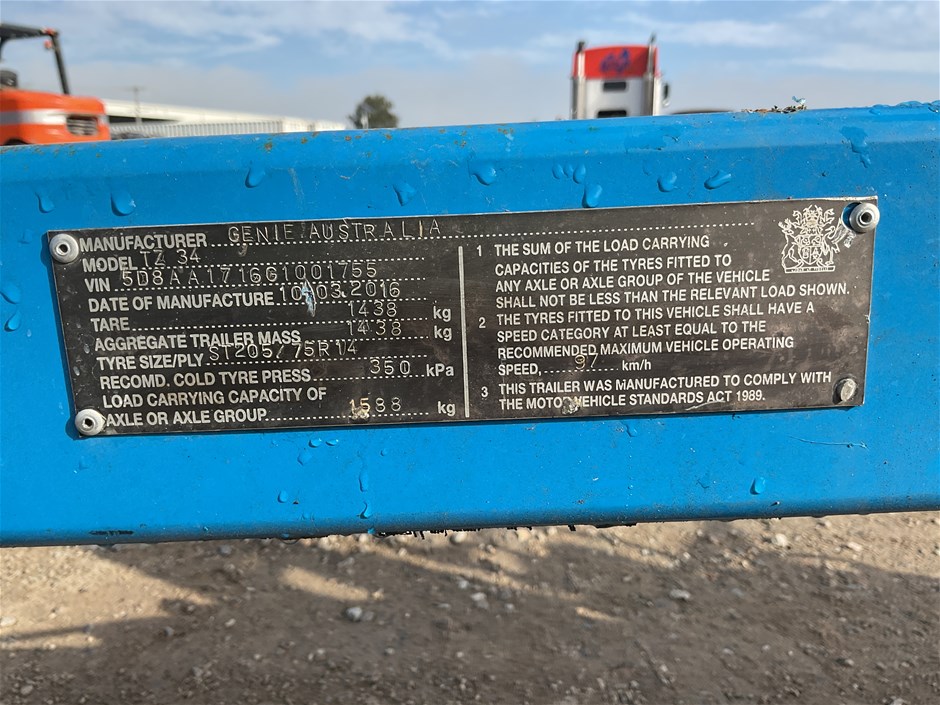 MANUFACTURER GENIE AUSTRALIA
MODEL TZ 34
VIN 5D8AA1716G1001755
DATE OF MANUFACTURE 10 03 2016
TARE 1438 kg
AGGREGATE TRAILER MASS 1438 kg
TYRE SIZE/PLY ST205/75R14
RECOMD. COLD TYRE PRESS 350 kPa
LOAD CARRYING CAPACITY OF
AXLE OR AXLE GROUP 1588 kg
1 THE SUM OF THE LOAD CARRYING
CAPACITIES OF THE TYRES FITTED TO
ANY AXLE OR AXLE GROUP OF THE VEHICLE
SHALL NOT BE LESS THAN THE RELEVANT LOAD SHOWN.
2 THE TYRES FITTED TO THIS VEHICLE SHALL HAVE A
SPEED CATEGORY AT LEAST EQUAL TO THE
RECOMMENDED MAXIMUM VEHICLE OPERATING
SPEED, 97 km/h
3 THIS TRAILER WAS MANUFACTURED TO COMPLY WITH
THE MOTOR VEHICLE STANDARDS ACT 1989.